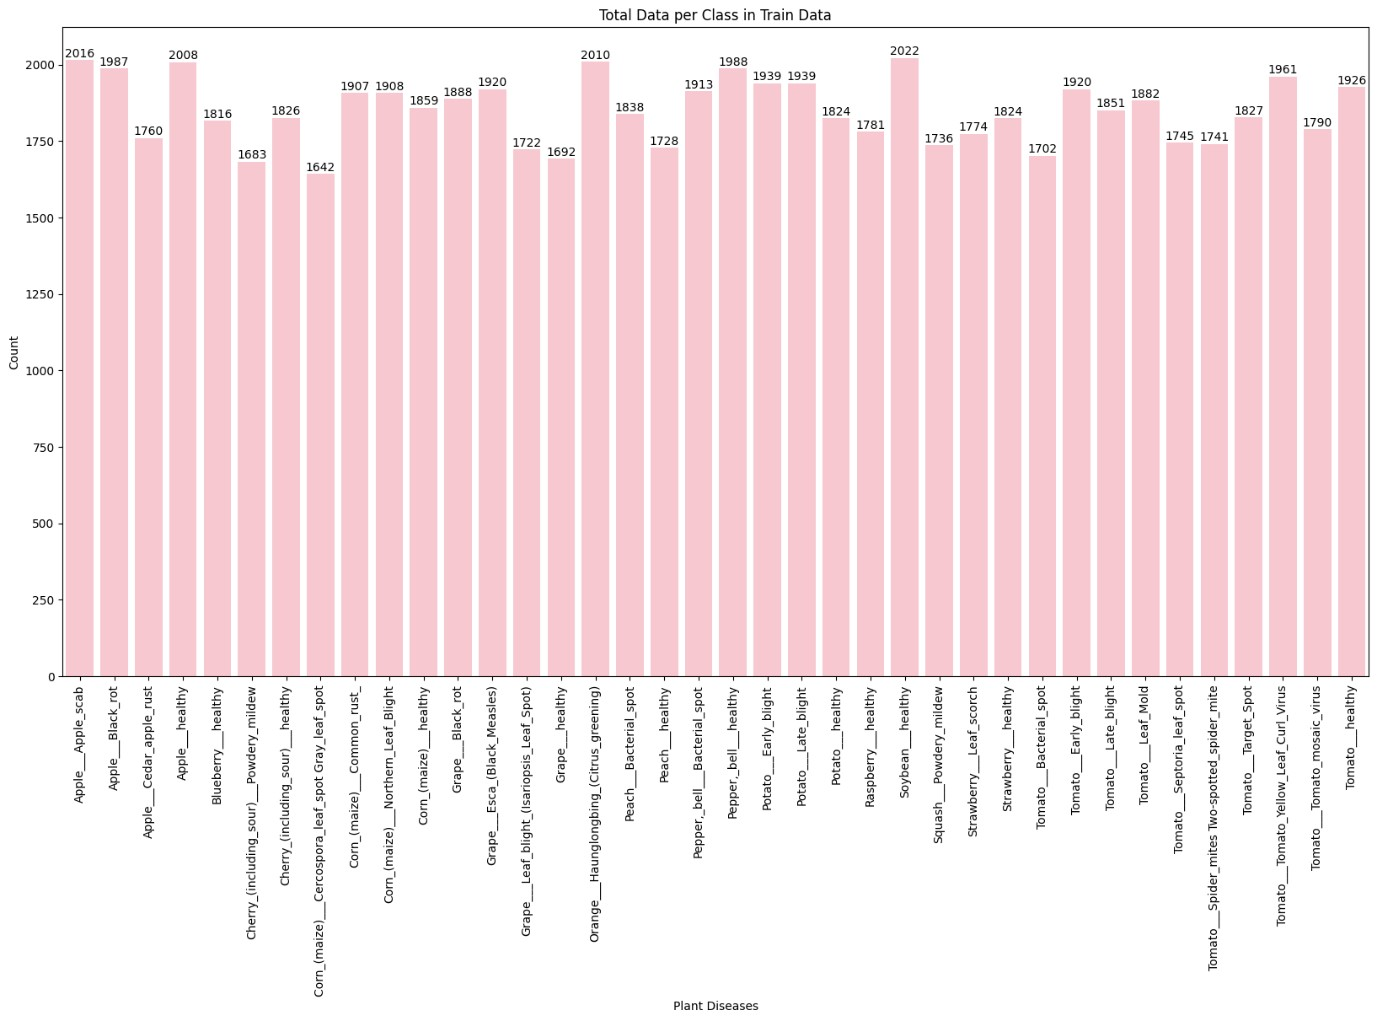 Total Data per Class in Train Data
2016
1987
1760
2008
1816
1683
1826
1642
1907
1908
1859
1888
1920
1722
1692
2010
1838
1728
1913
1988
1939
1939
1824
1781
2022
1736
1774
1824
1702
1920
1851
1882
1745
1741
1827
1961
1790
1926
2000
1750
1500
1250
1000
750
500
250
0
Count
Apple___Apple_scab
Apple___Black_rot
Apple___Cedar_apple_rust
Apple___healthy
Blueberry___healthy
Cherry_(including_sour)___Powdery_mildew
Cherry_(including_sour)___healthy
Corn_(maize)___Cercospora_leaf_spot Gray_leaf_spot
Corn_(maize)___Common_rust_
Corn_(maize)___Northern_Leaf_Blight
Corn_(maize)___healthy
Grape___Black_rot
Grape___Esca_(Black_Measles)
Grape___Leaf_blight_(Isariopsis_Leaf_Spot)
Grape___healthy
Orange___Haunglongbing_(Citrus_greening)
Peach___Bacterial_spot
Peach___healthy
Pepper,_bell___Bacterial_spot
Pepper,_bell___healthy
Potato___Early_blight
Potato___Late_blight
Potato___healthy
Raspberry___healthy
Soybean___healthy
Squash___Powdery_mildew
Strawberry___Leaf_scorch
Strawberry___healthy
Tomato___Bacterial_spot
Tomato___Early_blight
Tomato___Late_blight
Tomato___Leaf_Mold
Tomato___Septoria_leaf_spot
Tomato___Spider_mites Two-spotted_spider_mite
Tomato___Target_Spot
Tomato___Tomato_Yellow_Leaf_Curl_Virus
Tomato___Tomato_mosaic_virus
Tomato___healthy
Plant Diseases